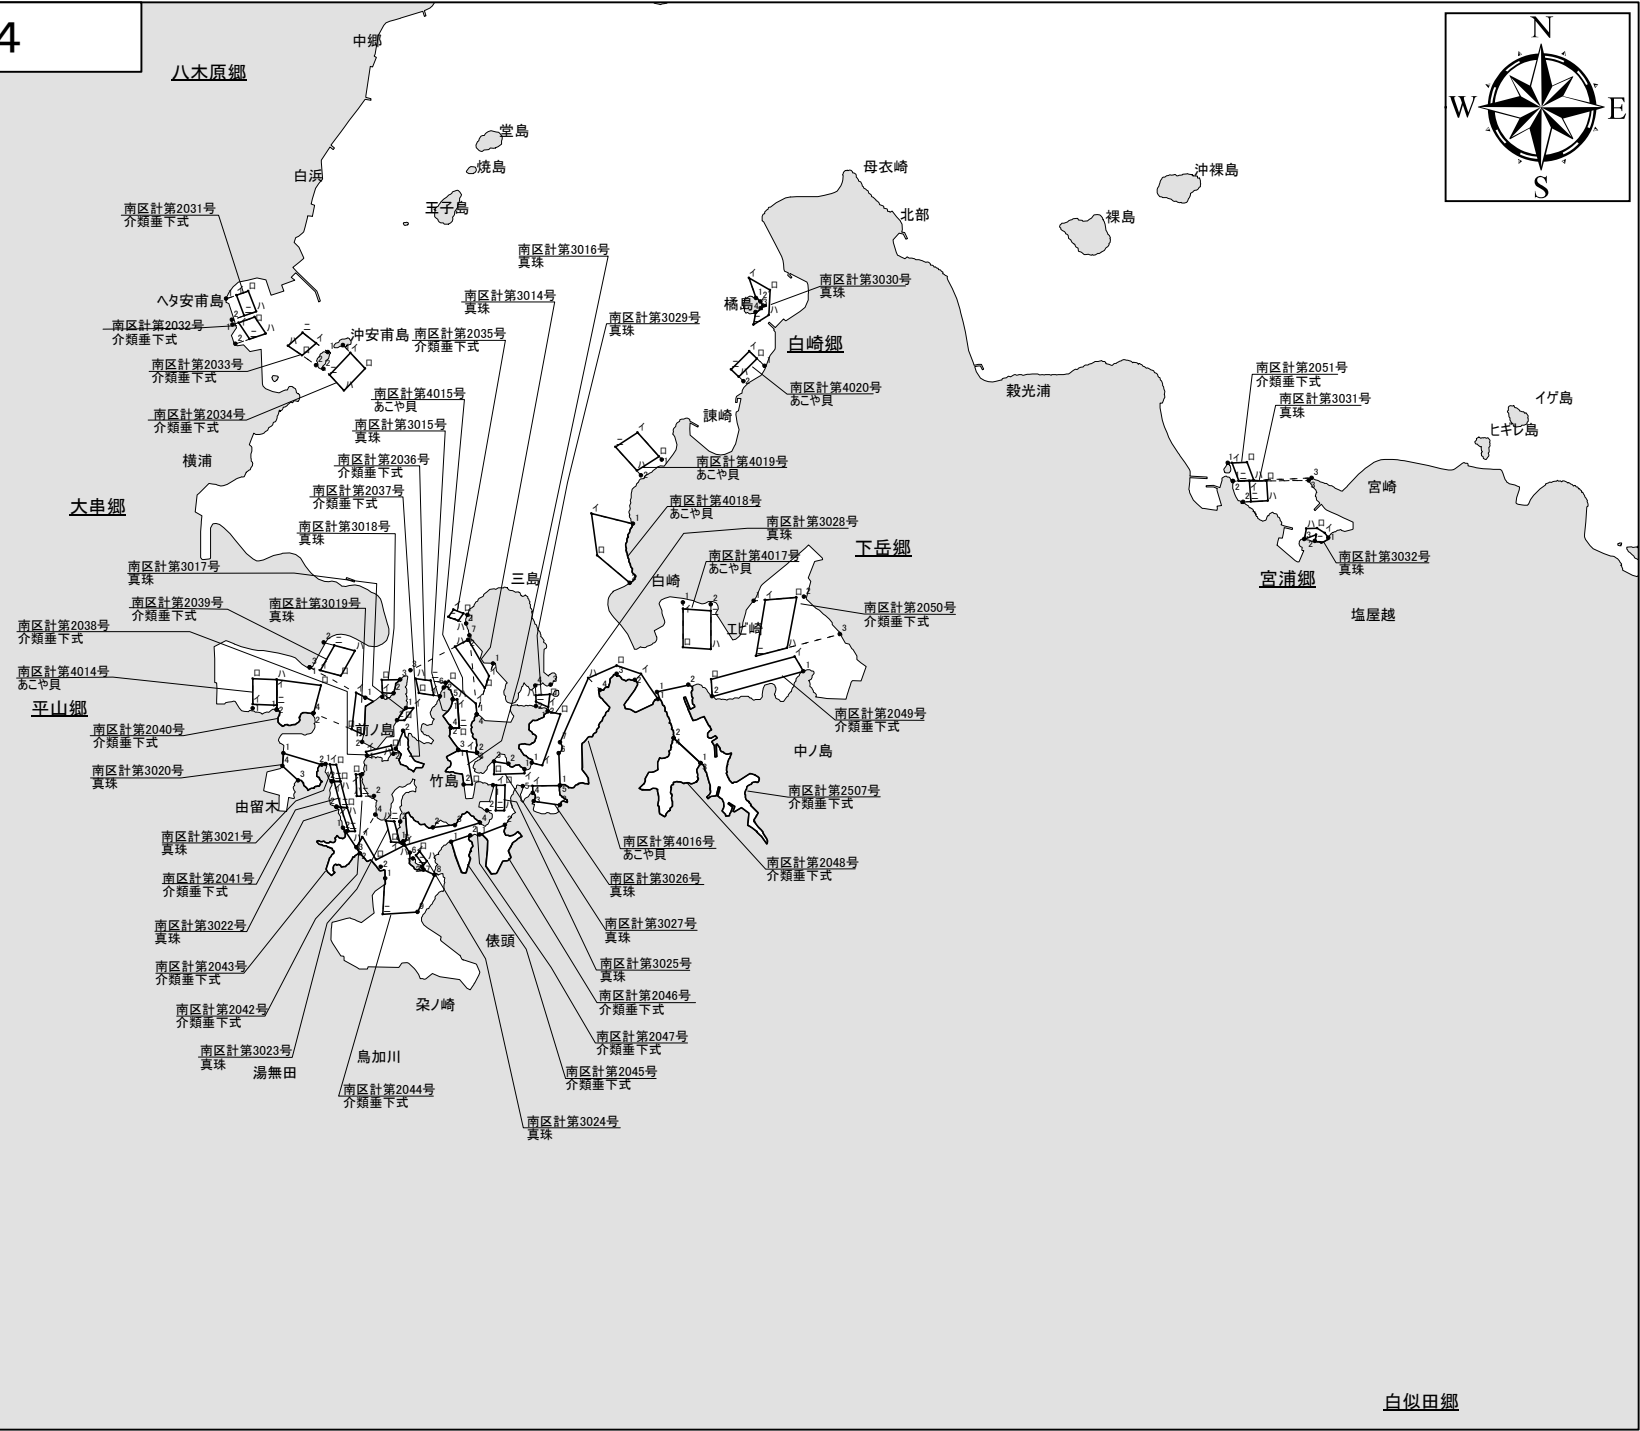 4
中郷
八木原郷
N
W
E
S
堂島
焼島
白浜
玉子島
母衣崎
沖裸島
北部
裸島
南区計第2031号
介類垂下式
南区計第3016号
真珠
南区計第3014号
真珠
南区計第3030号
真珠
ヘタ安甫島
橘島
南区計第2032号
介類垂下式
沖安甫島
南区計第2035号
介類垂下式
南区計第3029号
真珠
白崎郷
南区計第2033号
介類垂下式
南区計第2051号
介類垂下式
南区計第4015号
あこや貝
南区計第4020号
あこや貝
穀光浦
南区計第3031号
真珠
イゲ島
ヒキレ島
南区計第2034号
介類垂下式
南区計第3015号
真珠
諌崎
横浦
南区計第2036号
介類垂下式
南区計第4019号
あこや貝
宮崎
南区計第2037号
介類垂下式
南区計第4018号
あこや貝
大串郷
南区計第3018号
真珠
南区計第3028号
真珠
下岳郷
南区計第4017号
あこや貝
南区計第3032号
真珠
宮浦郷
南区計第3017号
真珠
三島
白崎
南区計第2039号
介類垂下式
南区計第3019号
真珠
南区計第2050号
介類垂下式
塩屋越
南区計第2038号
介類垂下式
エビ崎
南区計第4014号
あこや貝
平山郷
南区計第2049号
介類垂下式
南区計第2040号
介類垂下式
前ノ島
中ノ島
南区計第3020号
真珠
竹島
南区計第2507号
介類垂下式
由留木
南区計第3021号
真珠
南区計第4016号
あこや貝
南区計第2048号
介類垂下式
南区計第2041号
介類垂下式
南区計第3026号
真珠
南区計第3022号
真珠
南区計第3027号
真珠
俵頭
南区計第2043号
介類垂下式
南区計第3025号
真珠
南区計第2042号
介類垂下式
朶ノ崎
南区計第2046号
介類垂下式
南区計第2047号
介類垂下式
南区計第3023号
真珠
鳥加川
湯無田
南区計第2045号
介類垂下式
南区計第2044号
介類垂下式
南区計第3024号
真珠
白似田郷